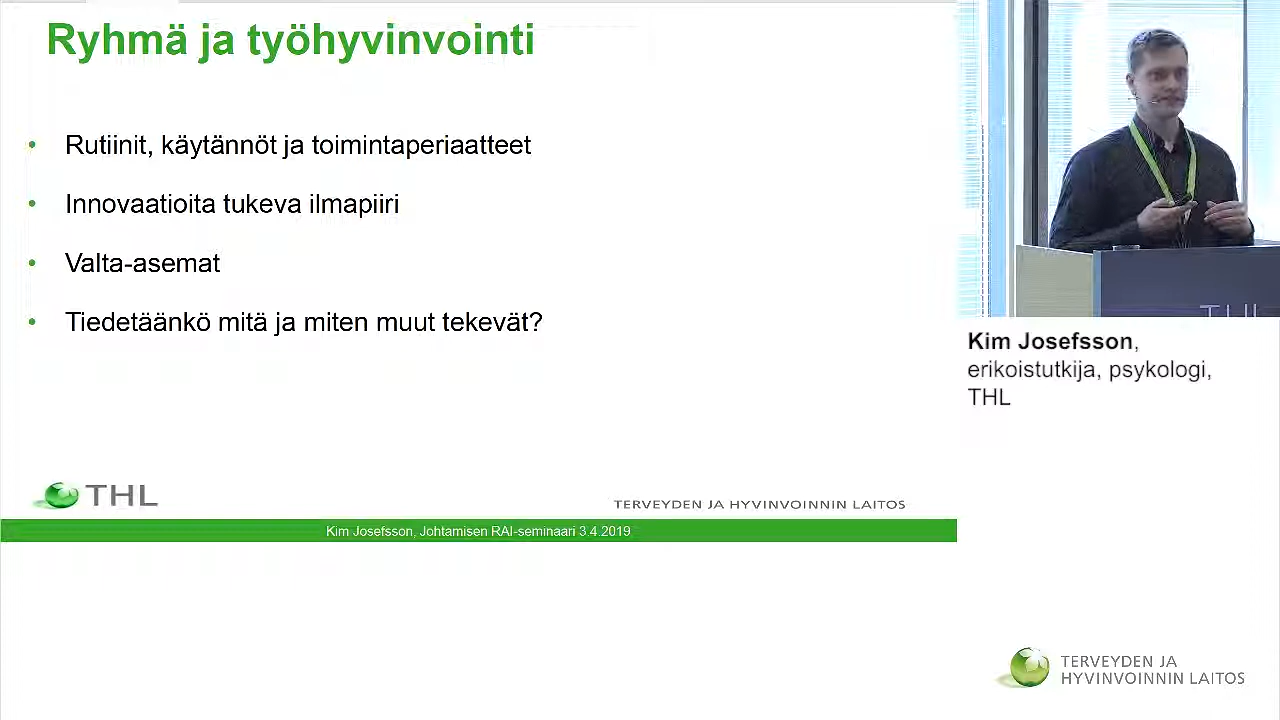 Ryhmä ja työhyvinvointi
• Rutiinit, käytännöt ja toimintaperiaatteet
• Innovaatioita tukeva ilmapiiri
• Valta-asemat
• Tiedetäänkö mitä ja miten muut tekevät?
THL
TERVEYDEN JA HYVINVOINNIN LAITOS
Kim Josefsson, Johtamisen RAI-seminaari 3.4.2019
THL
Kim Josefsson,
erikoistutkija, psykologi,
THL
TERVEYDEN JA
HYVINVOINNIN LAITOS